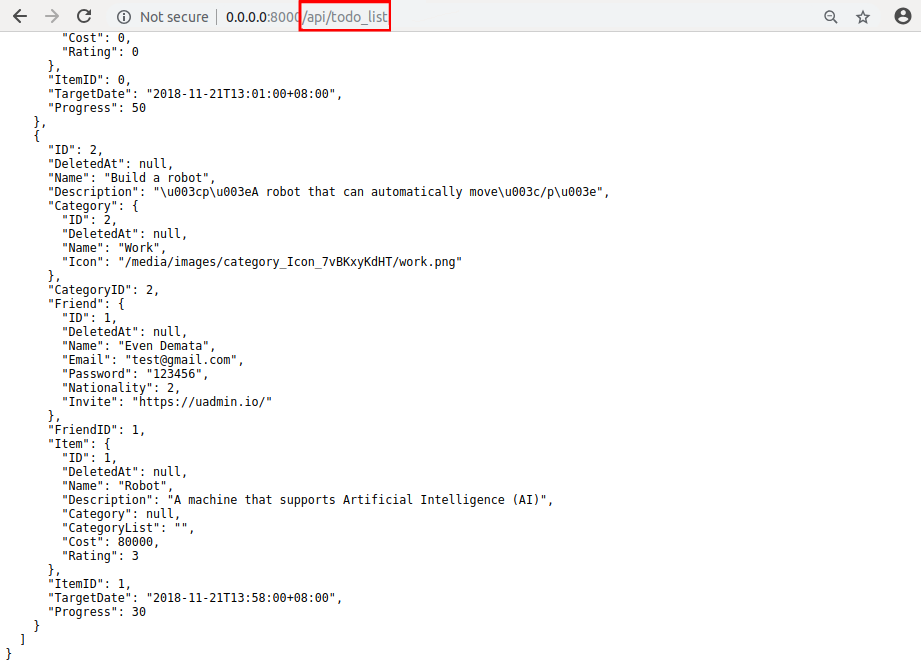 Not secure | 0.0.0.0:8000/api/todo_list
"Cost": 0,
"Rating": 0
},
"ItemID": 0,
"TargetDate": "2018-11-21T13:01:00+08:00",
"Progress": 50
},
{
"ID": 2,
"DeletedAt": null,
"Name": "Build a robot",
"Description": "\u003cp\u003eA robot that can automatically move\u003c/p\u003e",
"Category": {
"ID": 2,
"DeletedAt": null,
"Name": "Work",
"Icon": "/media/images/category_Icon_7vBKxyKdHT/work.png"
},
"CategoryID": 2,
"Friend": {
"ID": 1,
"DeletedAt": null,
"Name": "Even Demata",
"Email": "test@gmail.com",
"Password": "123456",
"Nationality": 2,
"Invite": "https://uadmin.io/"
},
"FriendID": 1,
"Item": {
"ID": 1,
"DeletedAt": null,
"Name": "Robot",
"Description": "A machine that supports Artificial Intelligence (AI)",
"Category": null,
"CategoryList": "",
"Cost": 80000,
"Rating": 3
},
"ItemID": 1,
"TargetDate": "2018-11-21T13:58:00+08:00",
"Progress": 30
}
]
}